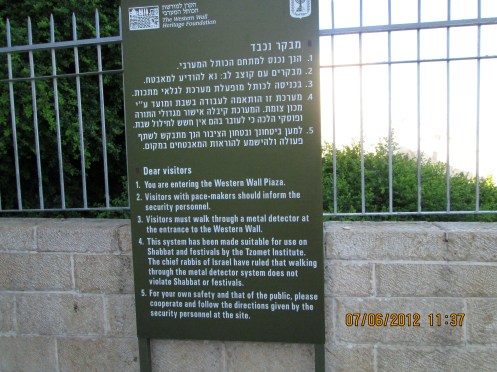 הקרן למורשת
הכותל המערבי
The Western Wall
Heritage Foundation
מבקר נכבד
1. הנך נכנס למתחם הכותל המערבי.
2. מבקרים עם קוצב לב: נא להודיע למאבטח.
3. בכניסה לכותל מופעלת מערכת לגלאי מתכות.
4. מערכת זו הותאמה לעבודה בשבת ומועד ע"י
מכון צומת. המערכת קיבלה אישור מגדולי התורה
ופוסקי הלכה כי לעובר בהם אין חשש לחילול שבת.
5. למען ביטחונך ובטחון הציבור הנך מתבקש לשתף
פעולה ולהישמע להוראות המאבטחים במקום.
Dear visitors
1. You are entering the Western Wall Plaza.
2. Visitors with pace-makers should inform the
security personnel.
3. Visitors must walk through a metal detector at
the entrance to the Western Wall.
4. This system has been made suitable for use on
Shabbat and festivals by the Tzomet Institute.
The chief rabbis of Israel have ruled that walking
through the metal detector system does not
violate Shabbat or festivals.
5. For your own safety and that of the public, please
cooperate and follow the directions given by the
security personnel at the site.
07/06/2012 11:37